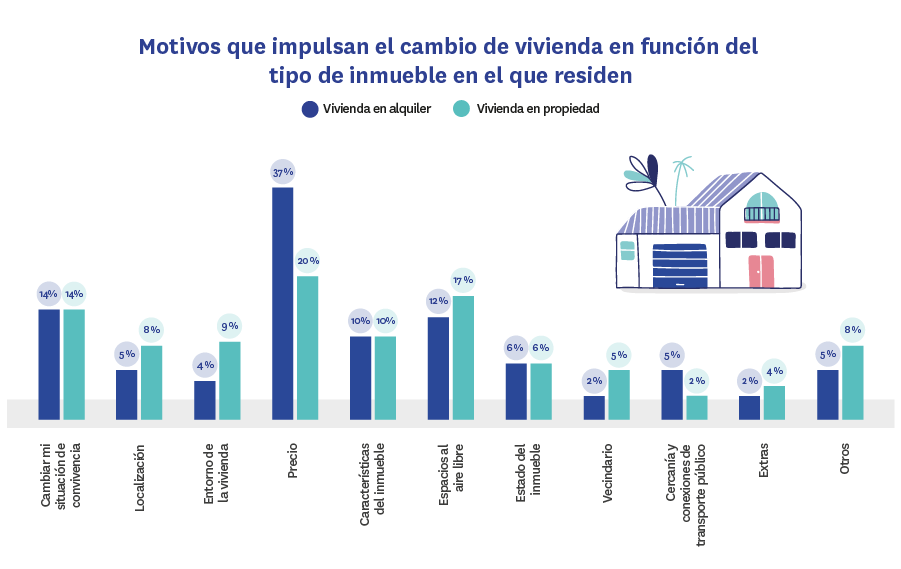 Motivos que impulsan el cambio de vivienda en función del
tipo de inmueble en el que residen
Vivienda en alquiler
Vivienda en propiedad
14%
14%
5%
8%
4%
9%
37%
20%
10%
10%
12%
17%
6%
6%
2%
5%
5%
2%
2%
4%
5%
8%
Cambiar mi
situación de
convivencia
Localización
Entorno de
la vivienda
Precio
Características
del inmueble
Espacios al
aire libre
Estado del
inmueble
Vecindario
Cercanía y
conexiones de
transporte público
Extras
Otros